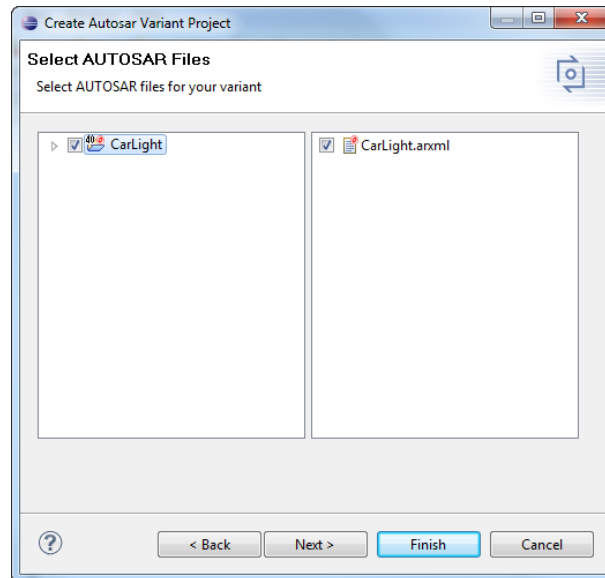 Create Autosar Variant Project
Select AUTOSAR Files
Select AUTOSAR files for your variant
40 CarLight
CarLight.arxml
? < Back Next > Finish Cancel